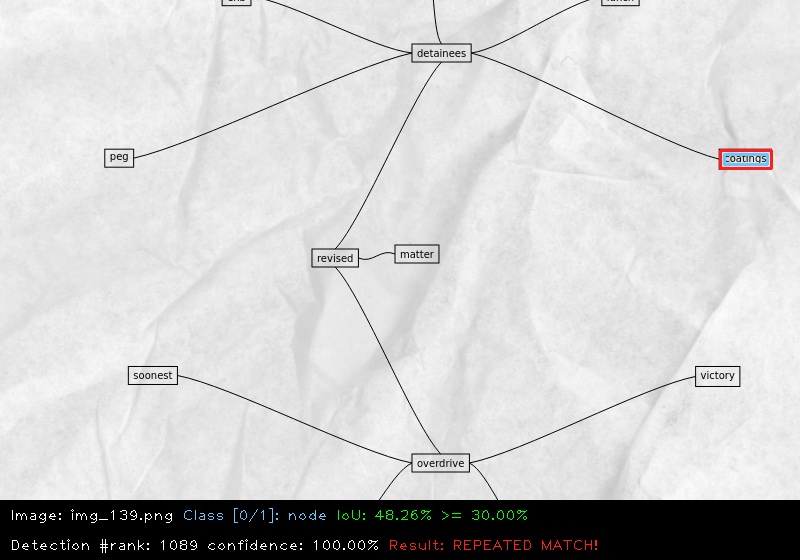 detainees
peg
coatings
revised
matter
soonest
victory
overdrive
Image: img_139.png Class [0/1]: node IoU: 48.26% >= 30.00%
Detection #rank: 1089 confidence: 100.00% Result: REPEATED MATCH!